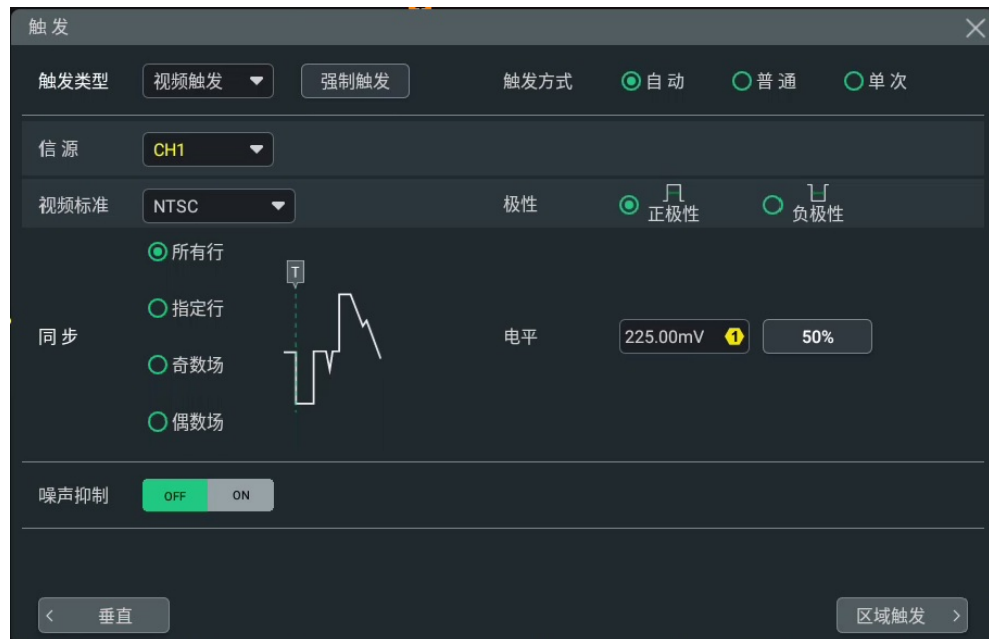 触发
触发类型 视频触发 强制触发 触发方式 自动 普通 单次
信源 CH1
视频标准 NTSC 极性 正极性 负极性
所有行
T
指定行
同步 电平 225.00mV 1 50%
奇数场
偶数场
噪声抑制 OFF ON
< 垂直 区域触发 >